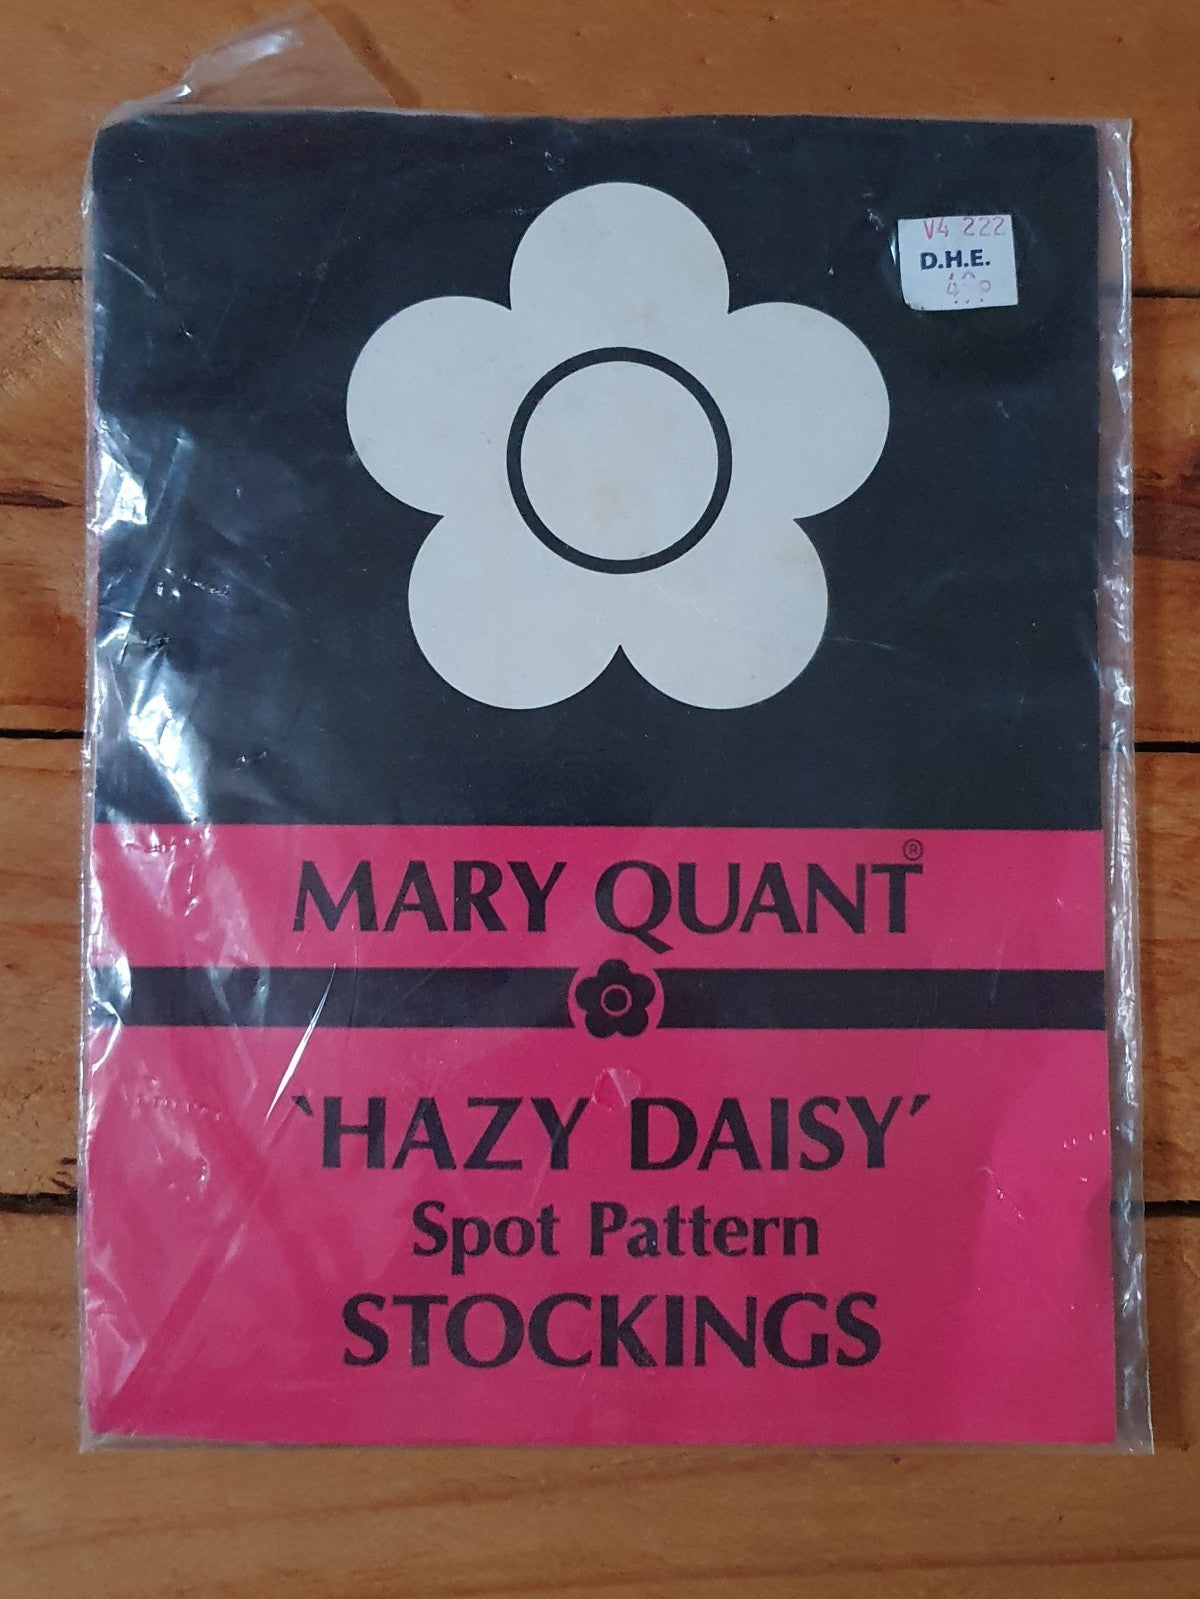 V4 222
D.H.E.
MARY QUANT®
‘HAZY DAISY’
Spot Pattern
STOCKINGS